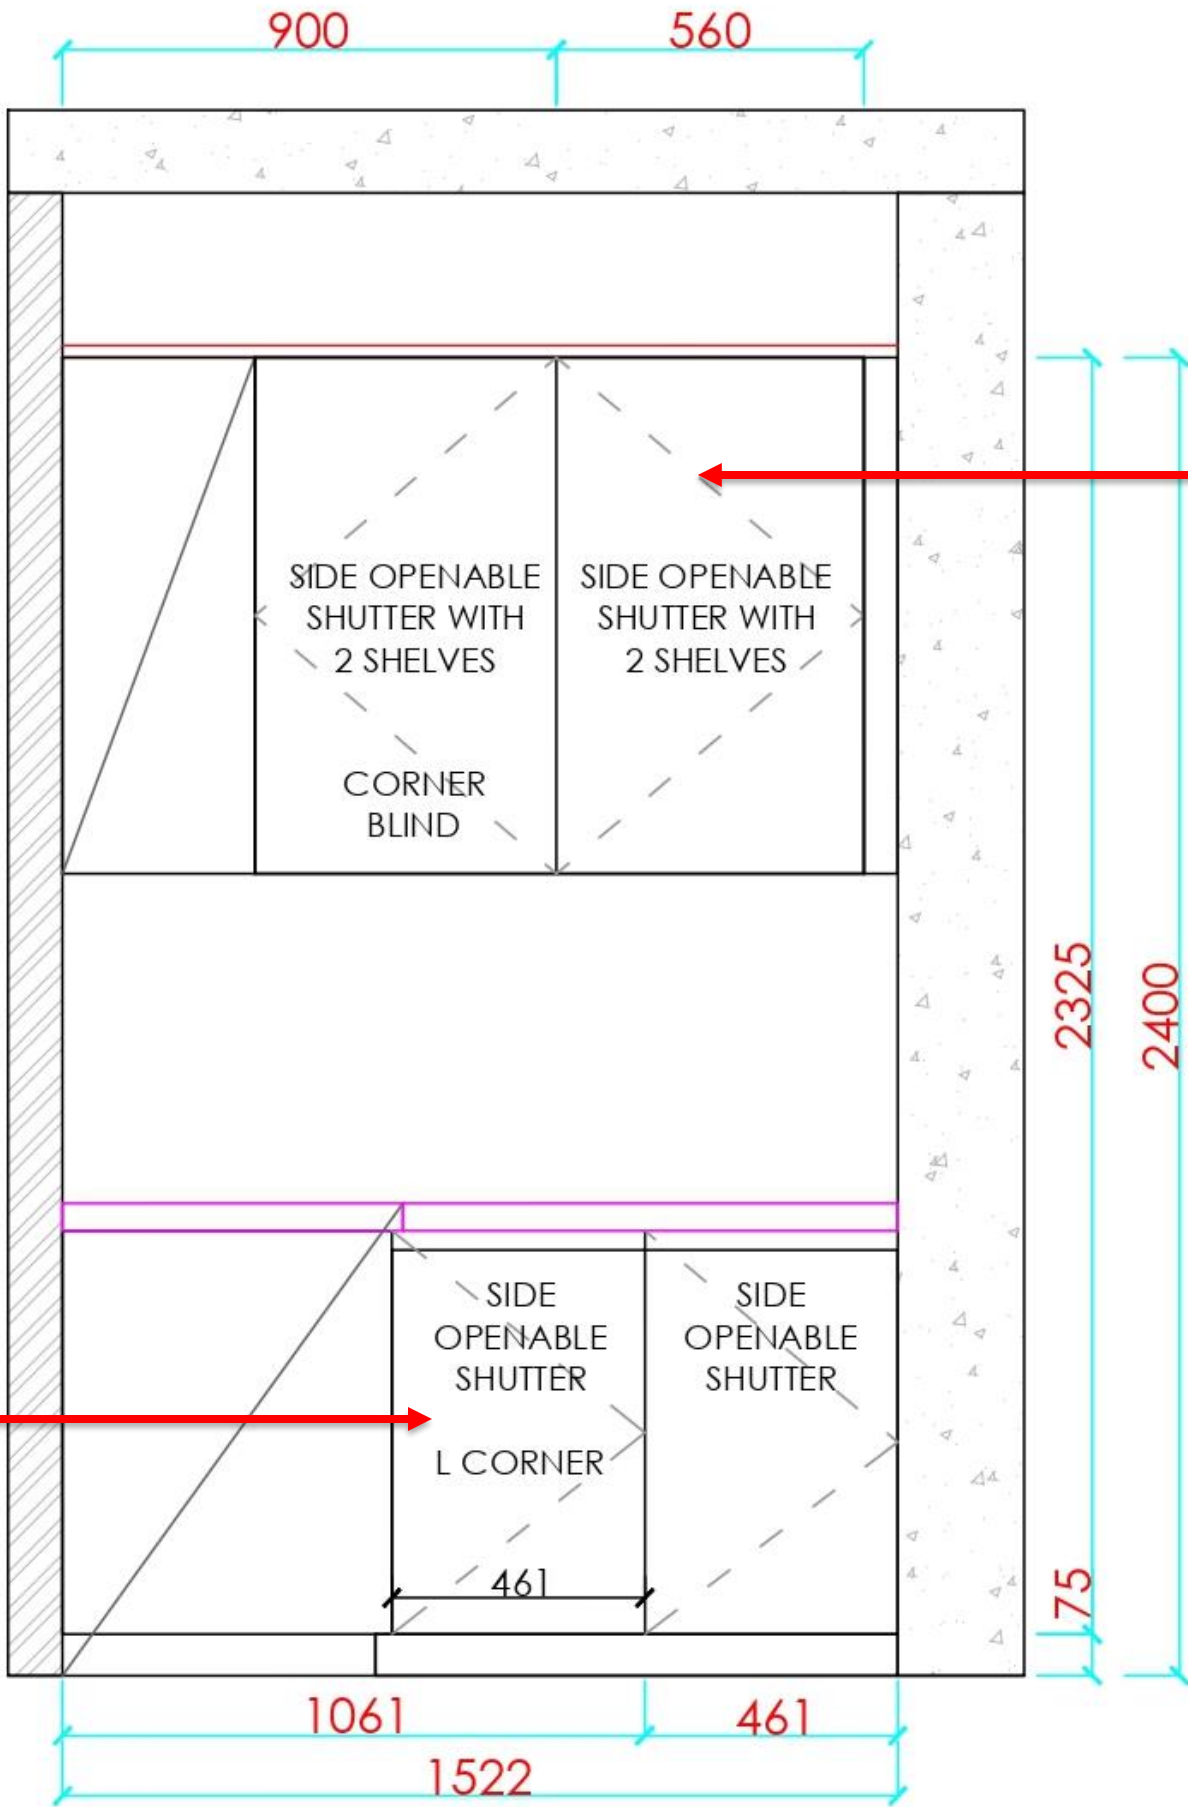 900
560
SIDE OPENABLE
SHUTTER WITH
2 SHELVES
CORNER
BLIND
SIDE OPENABLE
SHUTTER WITH
2 SHELVES
2325
2400
SIDE
OPENABLE
SHUTTER
L CORNER
461
SIDE
OPENABLE
SHUTTER
75
1061
461
1522